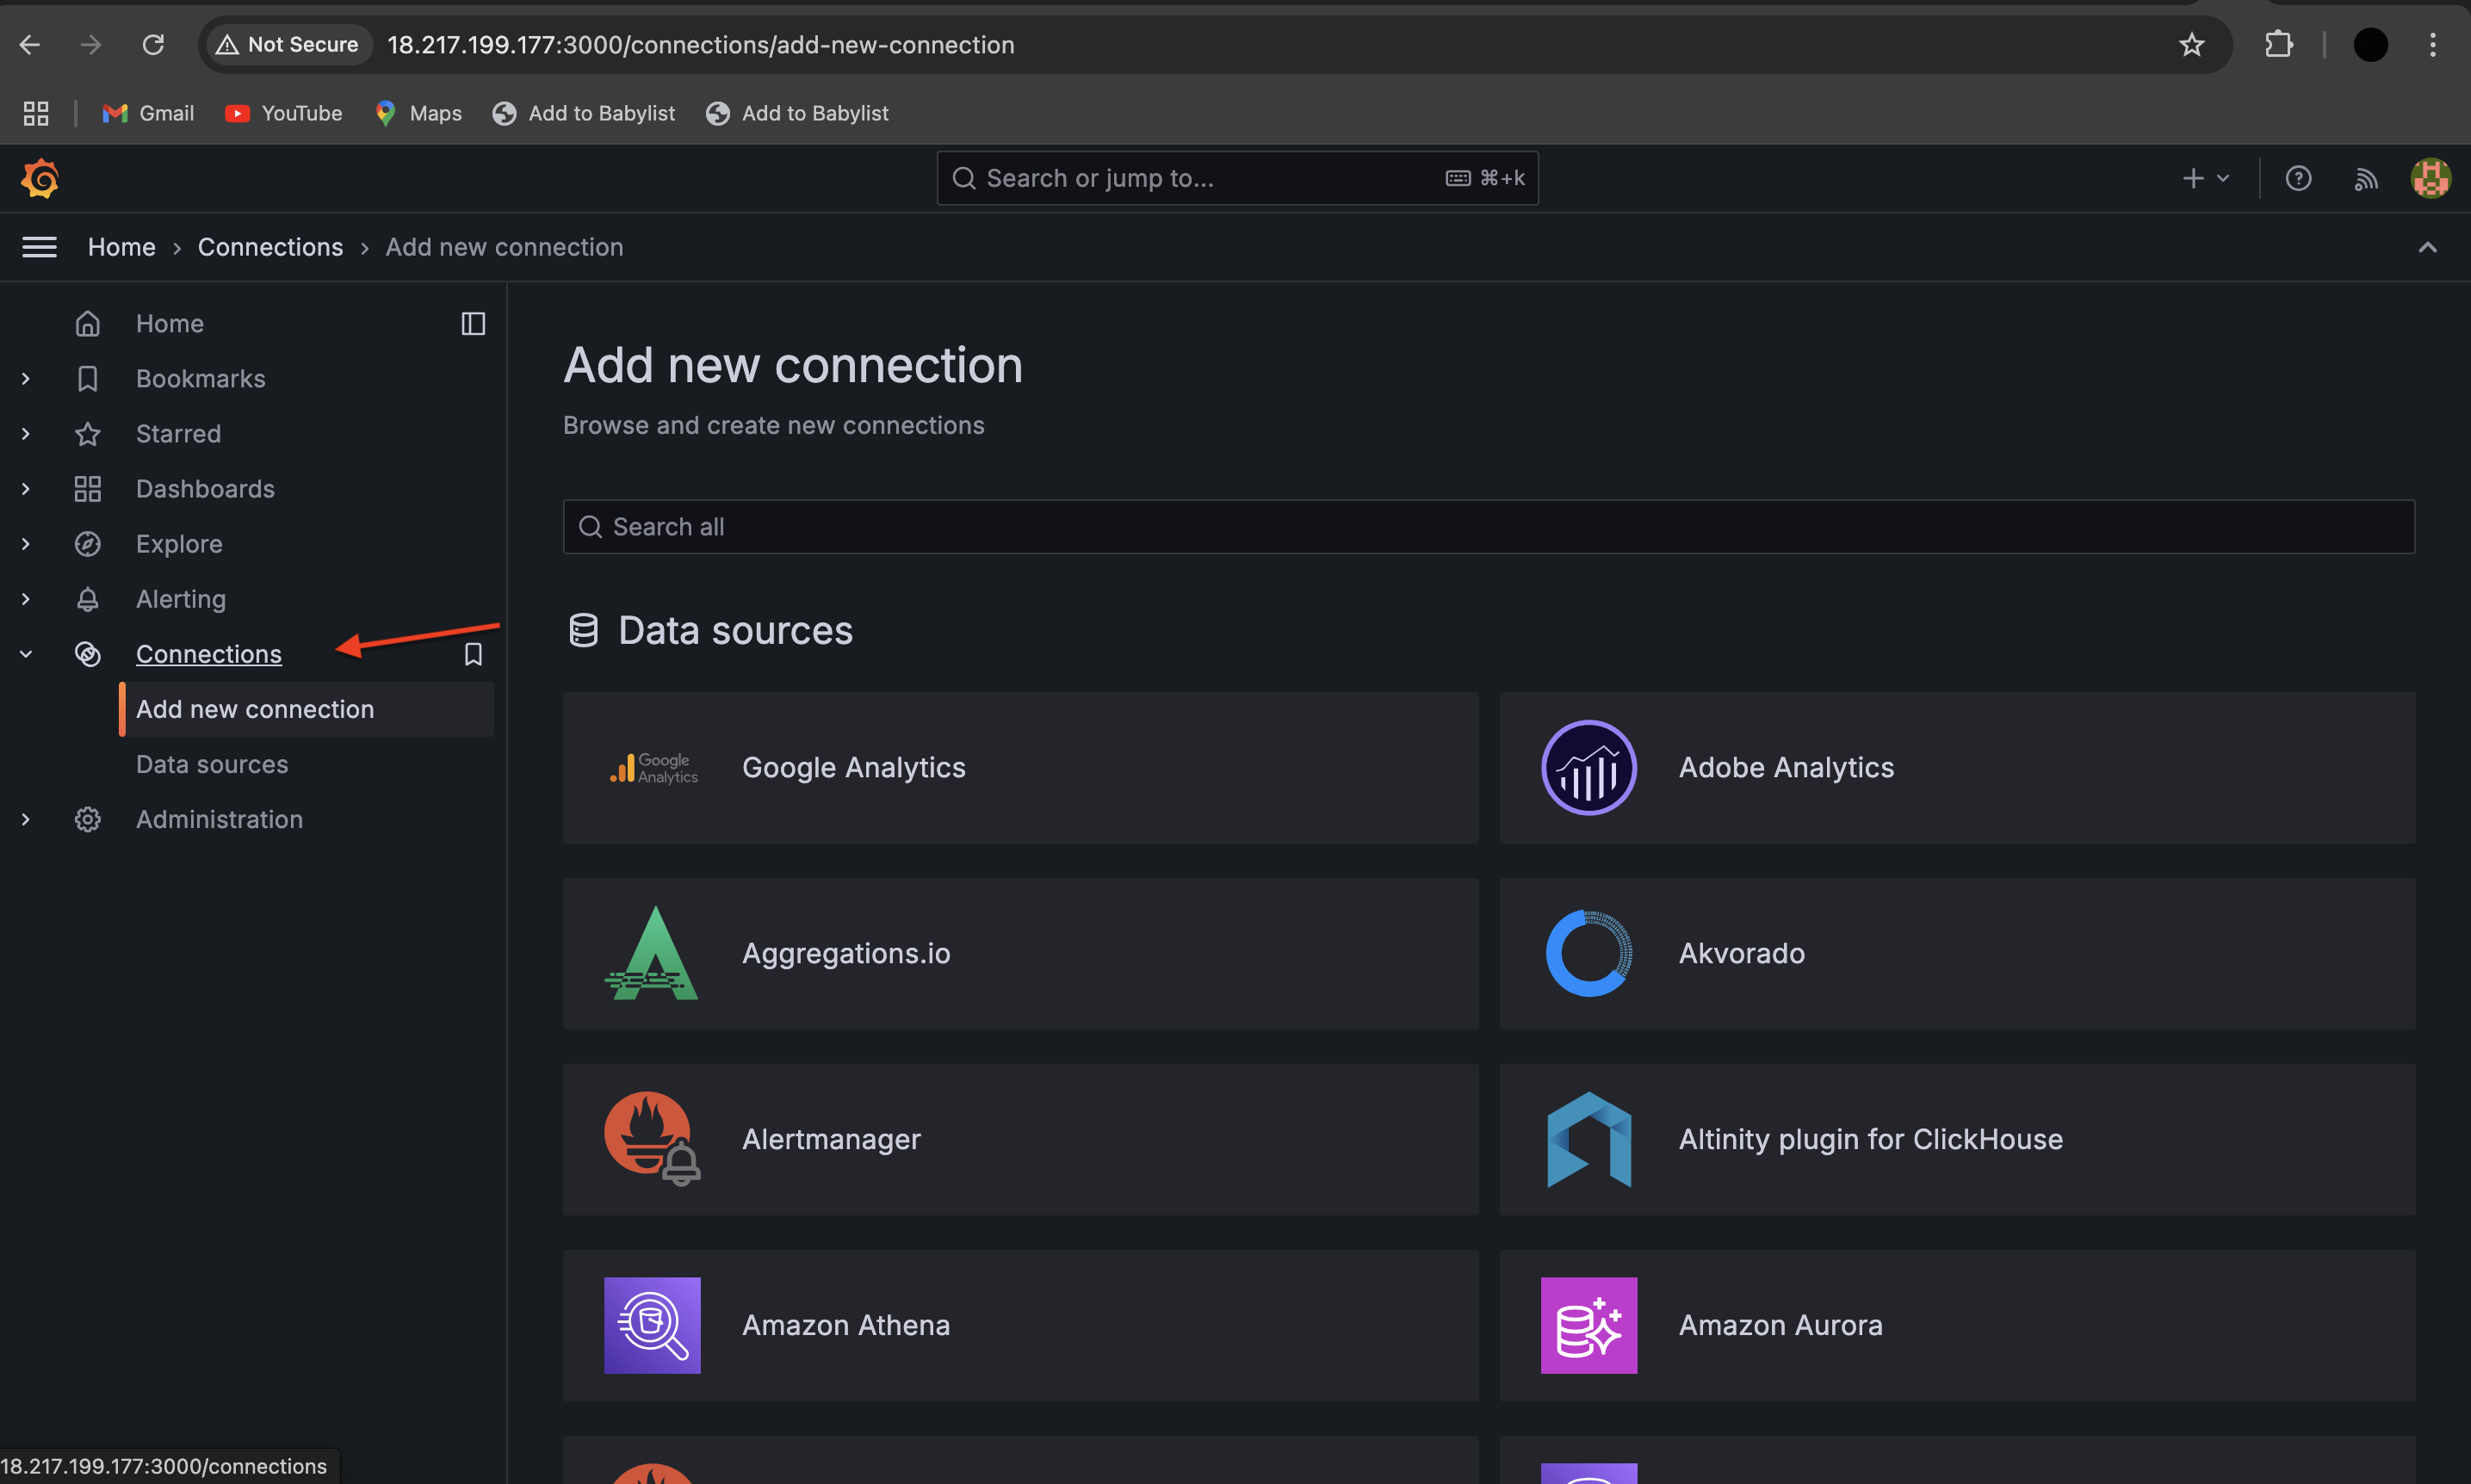 Not Secure 18.217.199.177:3000/connections/add-new-connection
Gmail YouTube Maps Add to Babylist Add to Babylist
Search or jump to... ⌘+k
Home › Connections › Add new connection
Home
Bookmarks
Starred
Dashboards
Explore
Alerting
Connections
Add new connection
Data sources
Administration
Add new connection
Browse and create new connections
Search all
Data sources
Google Analytics
Google Analytics
Adobe Analytics
Aggregations.io
Akvorado
Alertmanager
Altinity plugin for ClickHouse
Amazon Athena
Amazon Aurora
18.217.199.177:3000/connections